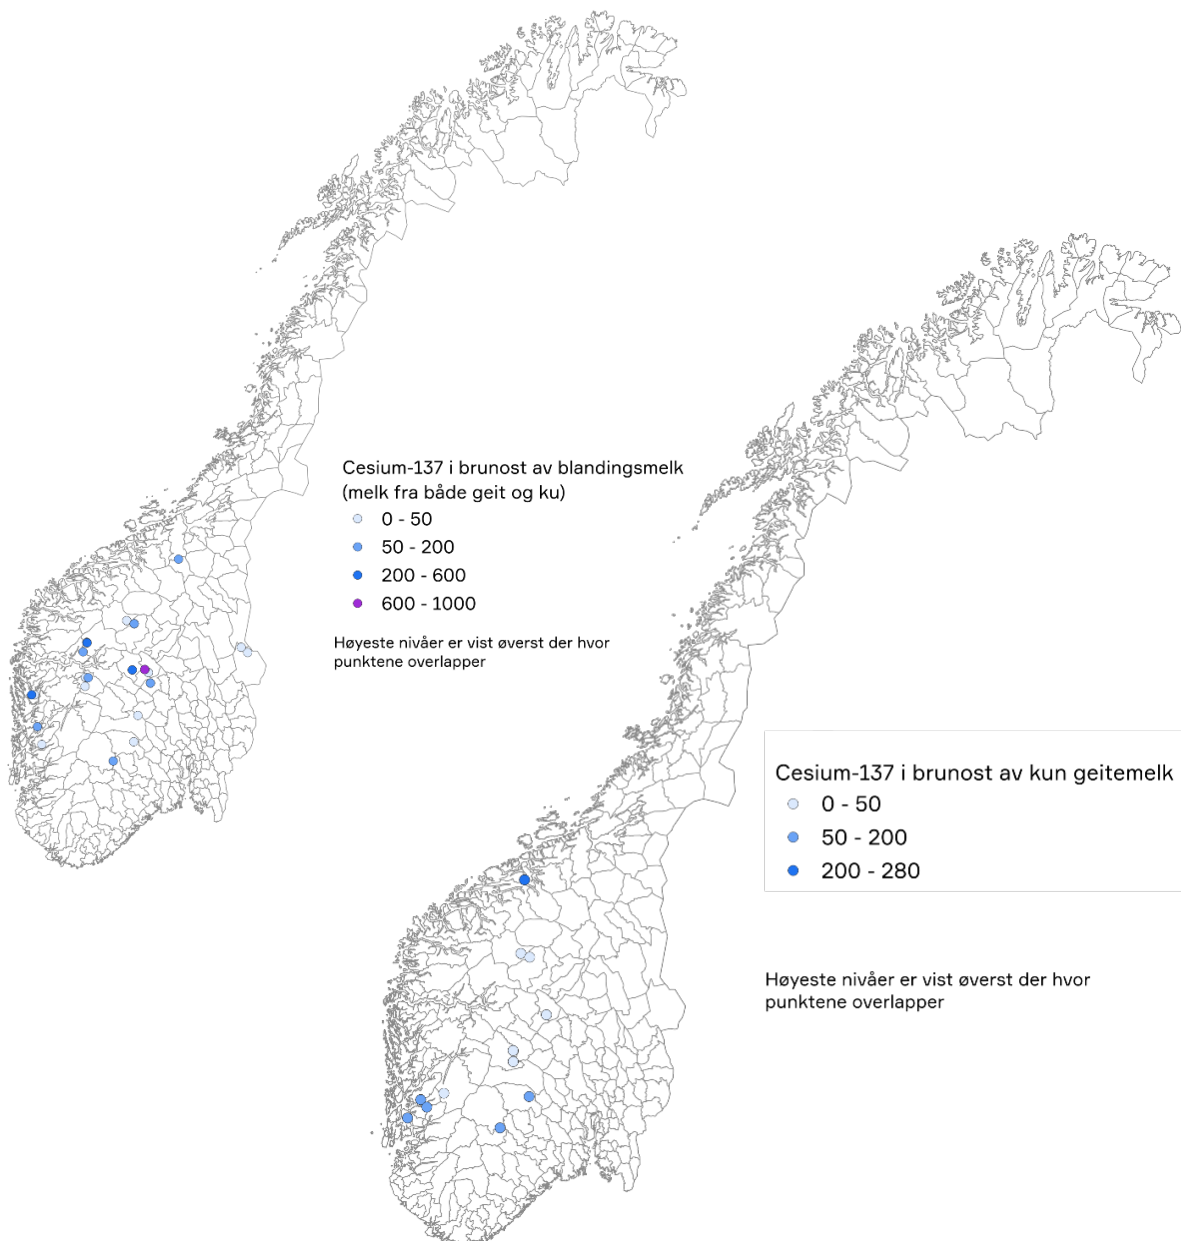 Cesium-137 i brunost av blandingsmelk
(melk fra både geit og ku)
0 - 50
50 - 200
200 - 600
600 - 1000
Høyeste nivåer er vist øverst der hvor
punktene overlapper
Cesium-137 i brunost av kun geitemelk
0 - 50
50 - 200
200 - 280
Høyeste nivåer er vist øverst der hvor
punktene overlapper